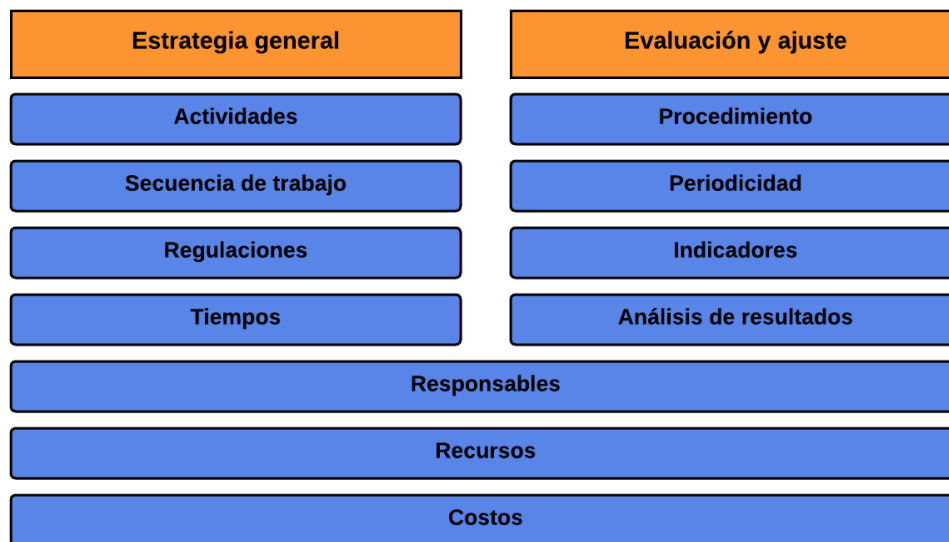 Estrategia general
Evaluación y ajuste
Actividades
Procedimiento
Secuencia de trabajo
Periodicidad
Regulaciones
Indicadores
Tiempos
Análisis de resultados
Responsables
Recursos
Costos